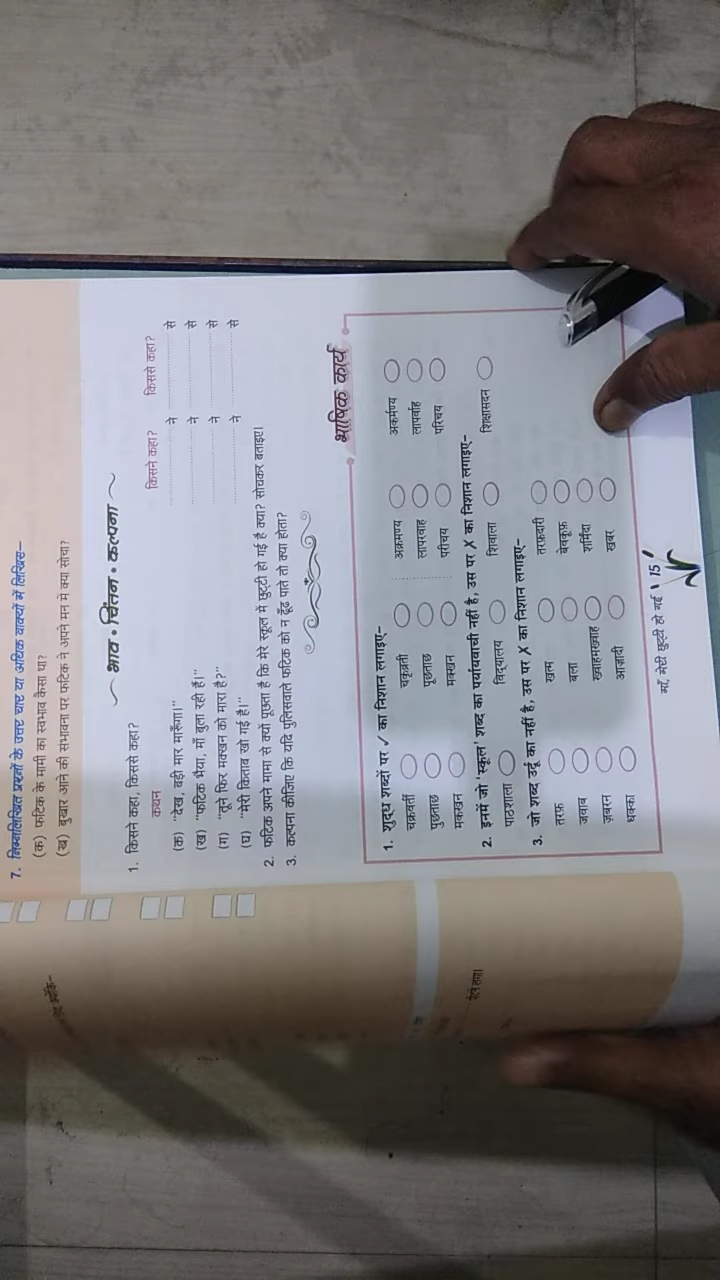 7. निम्नलिखित प्रश्नों के उत्तर चार या अधिक वाक्यों में लिखिए—
(क) फटिक के मामी का स्वभाव कैसा था?
(ख) बुखार आने की संभावना पर फटिक ने अपने मन में क्या सोचा?
भाव • चिंतन • कल्पना
1. किसने कहा, किससे कहा?
कथन किसने कहा? किससे कहा?
(क) "देख, बड़ी मार मारूँगा।" ने से
(ख) "फटिक भैया, माँ बुला रही हैं।" ने से
(ग) "तूने फिर मक्खन को मारा है?" ने से
(घ) "मेरी किताब खो गई है।" ने से
2. फटिक अपने मामा से क्यों पूछता है कि मेरे स्कूल में छुट्टी हो गई है क्या? सोचकर बताइए।
3. कल्पना कीजिए कि यदि पुलिसवाले फटिक को न ढूँढ पाते तो क्या होता?
भाषिक कार्य
1. शुद्ध शब्दों पर ✓ का निशान लगाइए—
चक्रवर्ती चकृव्रती अक्रमण्य अकर्मण्य
पुछताछ पूछताछ लापरवाह लापर्वाह
मकखन मक्खन परीचय परिचय
2. इनमें जो 'स्कूल' शब्द का पर्यायवाची नहीं है, उस पर ✗ का निशान लगाइए—
पाठशाला विद्यालय शिवाला शिक्षासदन
3. जो शब्द उर्दू का नहीं है, उस पर ✗ का निशान लगाइए—
तरफ़ खत्म तरफ़दारी
जवाब बला बेवकूफ़
ज़बरन ख्वाहमख्वाह शर्मिंदा
धक्का आज़ादी खबर
माँ, मेरी छुट्टी हो गई 15
रोने लगा।